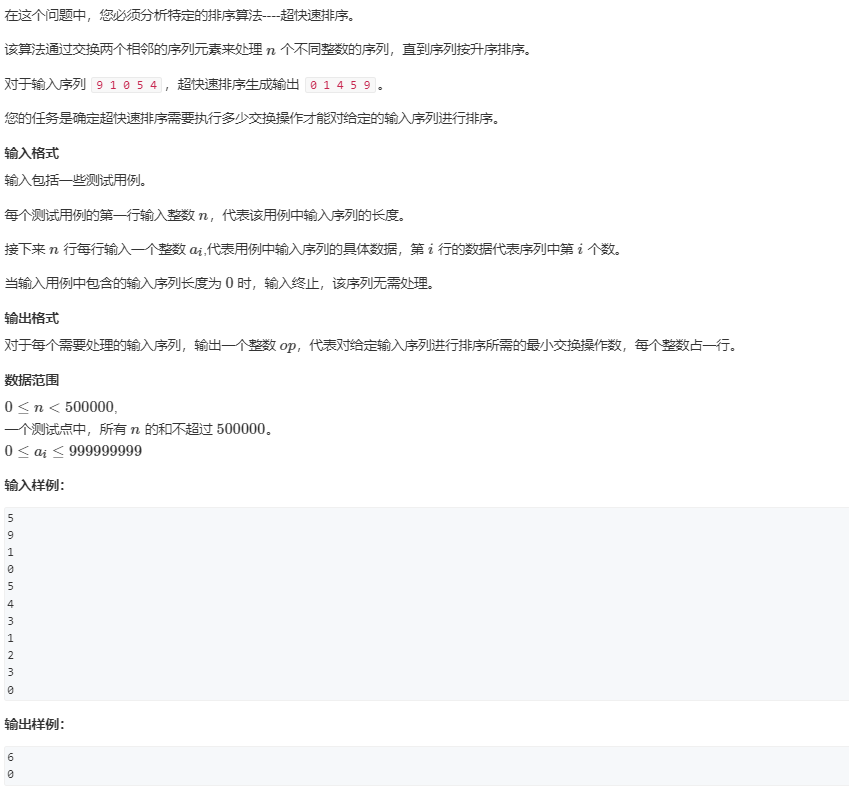 在这个问题中，您必须分析特定的排序算法----超快速排序。
该算法通过交换两个相邻的序列元素来处理 n 个不同整数的序列，直到序列按升序排序。
对于输入序列 9 1 0 5 4，超快速排序生成输出 0 1 4 5 9。
您的任务是确定超快速排序需要执行多少交换操作才能对给定的输入序列进行排序。
输入格式
输入包括一些测试用例。
每个测试用例的第一行输入整数 n，代表该用例中输入序列的长度。
接下来 n 行每行输入一个整数 aᵢ,代表用例中输入序列的具体数据，第 i 行的数据代表序列中第 i 个数。
当输入用例中包含的输入序列长度为 0 时，输入终止，该序列无需处理。
输出格式
对于每个需要处理的输入序列，输出一个整数 op，代表对给定输入序列进行排序所需的最小交换操作数，每个整数占一行。
数据范围
0 ≤ n < 500000,
一个测试点中，所有 n 的和不超过 500000。
0 ≤ aᵢ ≤ 999999999
输入样例：
5
9
1
0
5
4
3
1
2
3
0
输出样例：
6
0